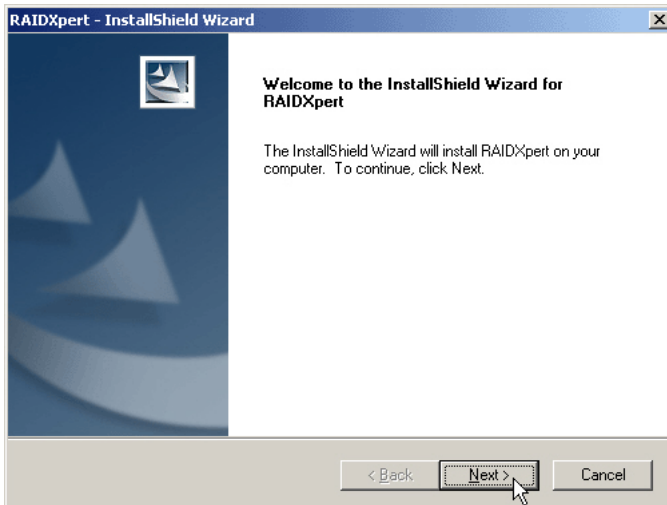 RAIDXpert - InstallShield Wizard
Welcome to the InstallShield Wizard for
RAIDXpert
The InstallShield Wizard will install RAIDXpert on your
computer.  To continue, click Next.
< Back
Next >
Cancel